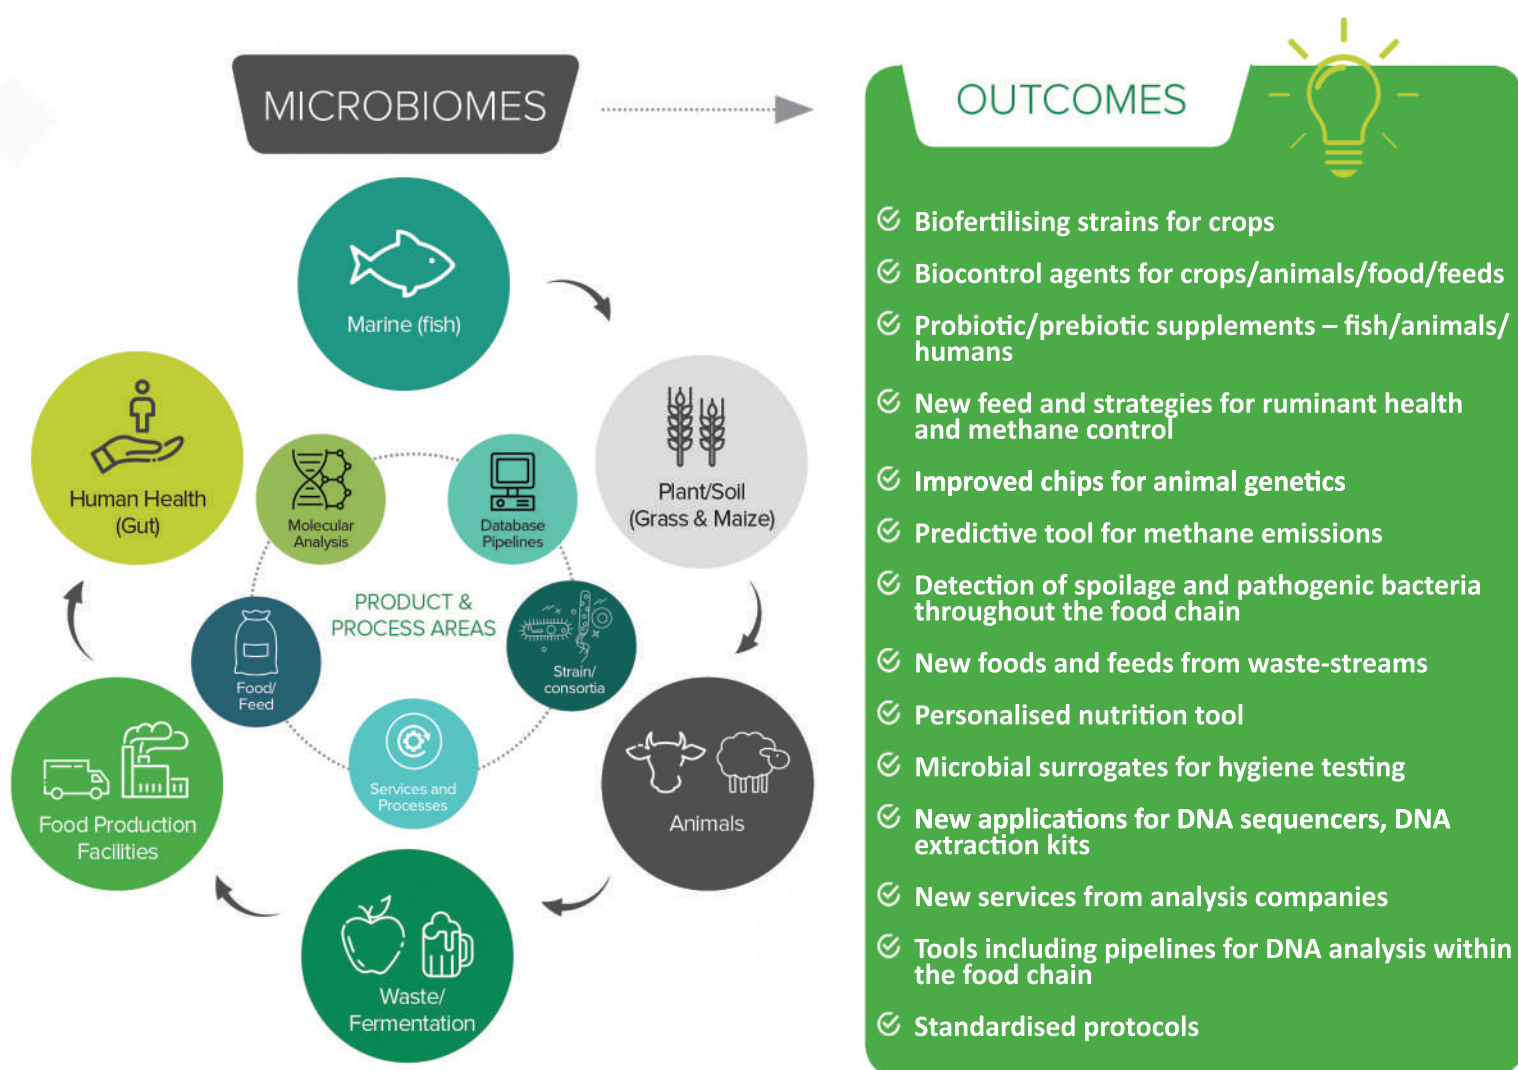 MICROBIOMES
Marine (fish)
Plant/Soil
(Grass & Maize)
Animals
Waste/
Fermentation
Food Production
Facilities
Human Health
(Gut)
Molecular
Analysis
Database
Pipelines
PRODUCT &
PROCESS AREAS
Strain/
consortia
Services and
Processes
Food/
Feed
OUTCOMES
Biofertilising strains for crops
Biocontrol agents for crops/animals/food/feeds
Probiotic/prebiotic supplements – fish/animals/
humans
New feed and strategies for ruminant health
and methane control
Improved chips for animal genetics
Predictive tool for methane emissions
Detection of spoilage and pathogenic bacteria
throughout the food chain
New foods and feeds from waste-streams
Personalised nutrition tool
Microbial surrogates for hygiene testing
New applications for DNA sequencers, DNA
extraction kits
New services from analysis companies
Tools including pipelines for DNA analysis within
the food chain
Standardised protocols